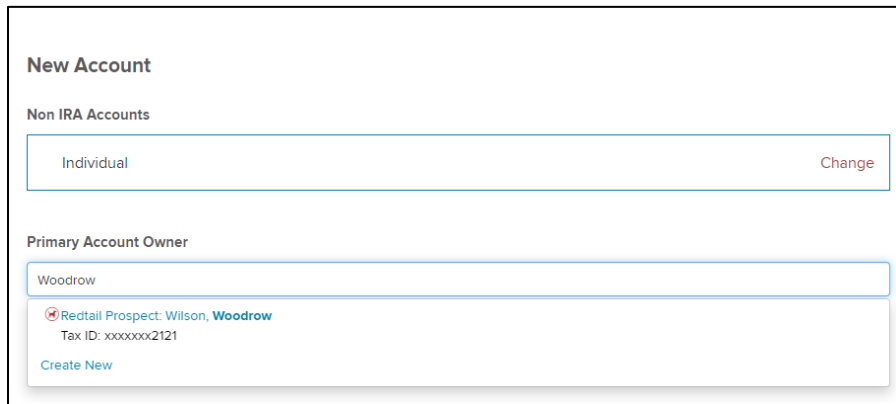 New Account
Non IRA Accounts
Individual Change
Primary Account Owner
Woodrow
Redtail Prospect: Wilson, Woodrow
Tax ID: xxxxxxx2121
Create New